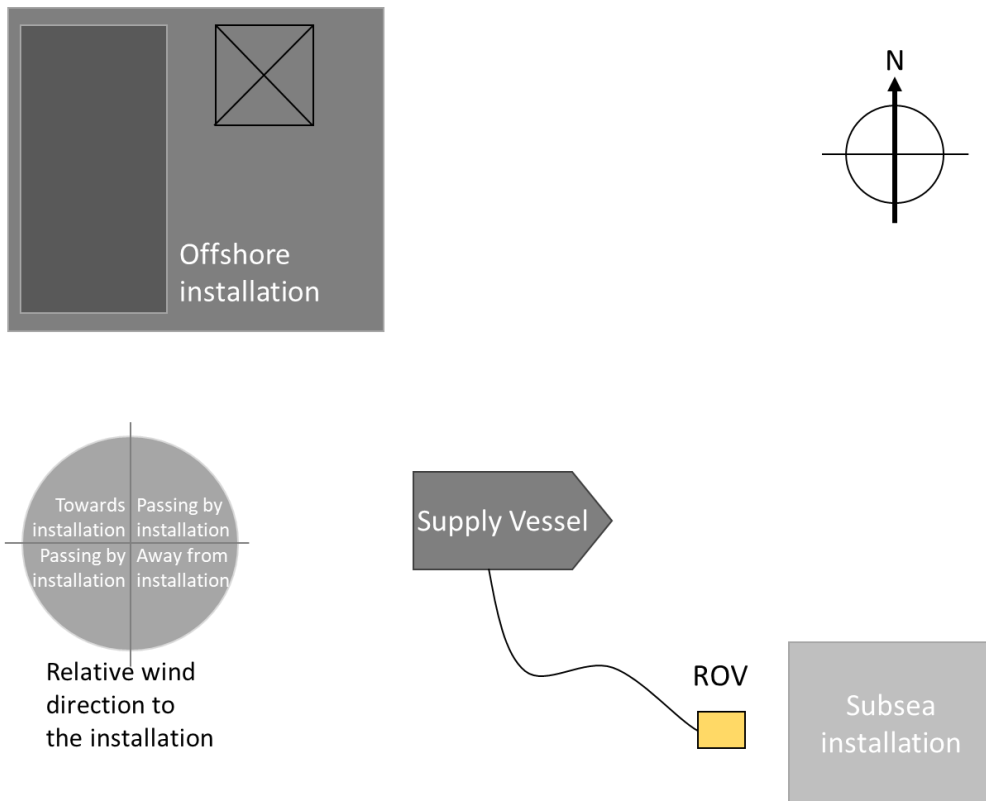 N
Offshore
installation
Towards
installation
Passing by
installation
Passing by
installation
Away from
installation
Supply Vessel
Relative wind
direction to
the installation
ROV
Subsea
installation